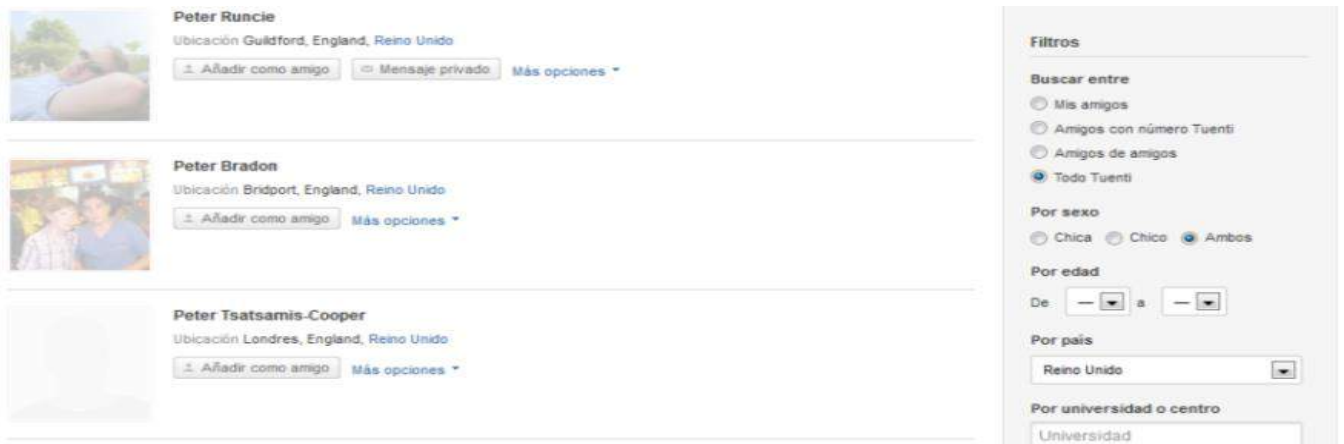 Peter Runcie
Ubicación Guildford, England, Reino Unido
Añadir como amigo Mensaje privado Más opciones
Peter Bradon
Ubicación Bridport, England, Reino Unido
Añadir como amigo Más opciones
Peter Tsatsamis-Cooper
Ubicación Londres, England, Reino Unido
Añadir como amigo Más opciones
Filtros
Buscar entre
Mis amigos
Amigos con número Tuenti
Amigos de amigos
Todo Tuenti
Por sexo
Chica Chico Ambos
Por edad
De — a —
Por país
Reino Unido
Por universidad o centro
Universidad